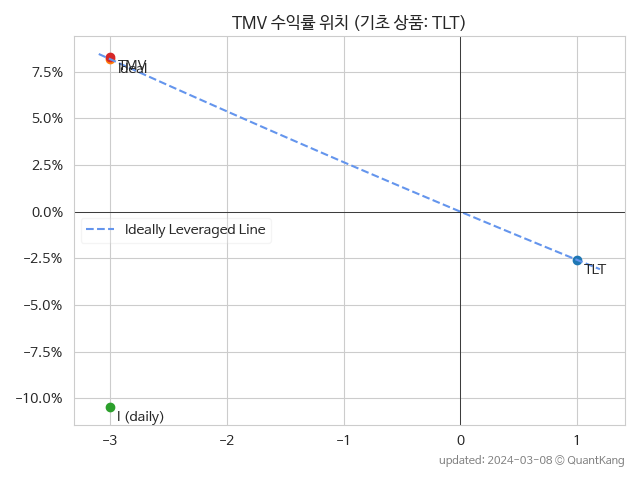 TMV 수익률 위치 (기초 상품: TLT)
7.5%
5.0%
2.5%
0.0%
−2.5%
−5.0%
−7.5%
−10.0%
TMV
Ideal
Ideally Leveraged Line
TLT
I (daily)
−3
−2
−1
0
1
updated: 2024-03-08 © QuantKang